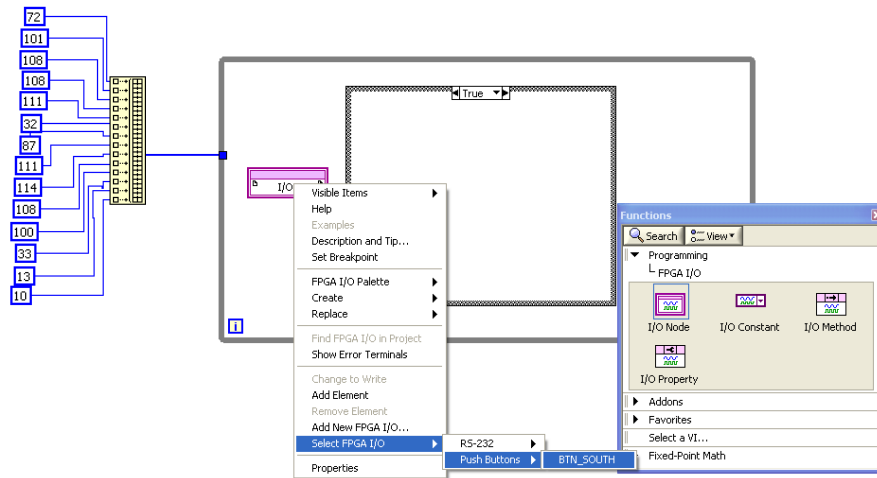 72
101
108
108
111
32
87
111
114
108
100
33
13
10
True
I/O
i
Visible Items
Help
Examples
Description and Tip...
Set Breakpoint
FPGA I/O Palette
Create
Replace
Find FPGA I/O in Project
Show Error Terminals
Change to Write
Add Element
Remove Element
Add New FPGA I/O...
Select FPGA I/O
Properties
RS-232
Push Buttons
BTN_SOUTH
Functions
Search View
Programming
FPGA I/O
I/O Node I/O Constant I/O Method
I/O Property
Addons
Favorites
Select a VI...
Fixed-Point Math